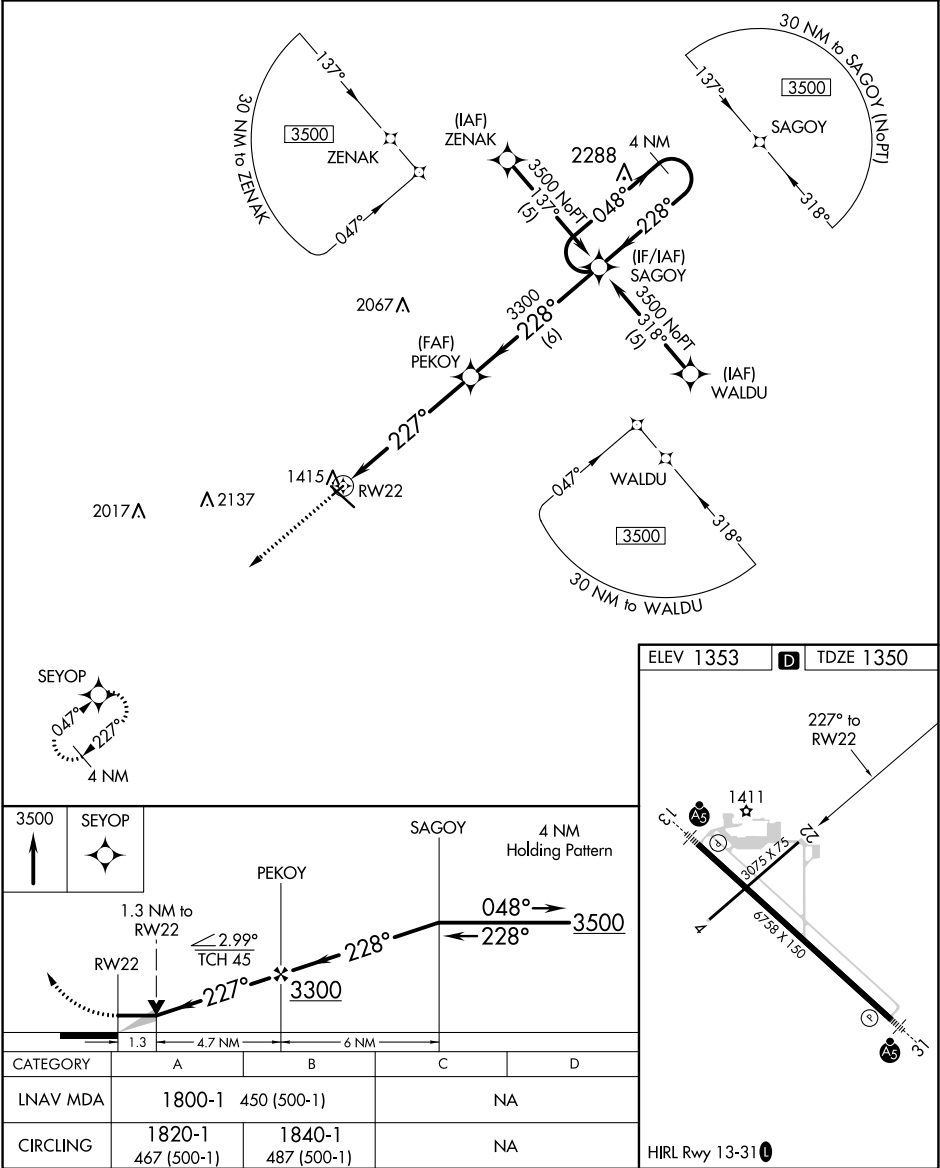 30 NM to ZENAK
137°
3500
ZENAK
047°
(IAF)
ZENAK
3500 NoPT
137°
(5)
2288
4 NM
048°
228°
(IF/IAF)
SAGOY
30 NM to SAGOY (NoPT)
137°
3500
SAGOY
318°
2067
3300
228°
(6)
3500 NoPT
318°
(5)
(FAF)
PEKOY
(IAF)
WALDU
227°
1415
RW22
2017
2137
047°
WALDU
318°
3500
30 NM to WALDU
SEYOP
047°
227°
4 NM
ELEV 1353 D TDZE 1350
227° to
RW22
1411
A5
13
P
22
3075 X 75
6758 X 150
4
P
31
A5
HIRL Rwy 13-31 L
3500 SEYOP
SAGOY
4 NM
Holding Pattern
PEKOY
048°
228°
3500
1.3 NM to
RW22
2.99°
TCH 45
228°
RW22
227°
3300
1.3 4.7 NM 6 NM
CATEGORY A B C D
LNAV MDA 1800-1 450 (500-1) NA
CIRCLING 1820-1 1840-1 NA
467 (500-1) 487 (500-1)